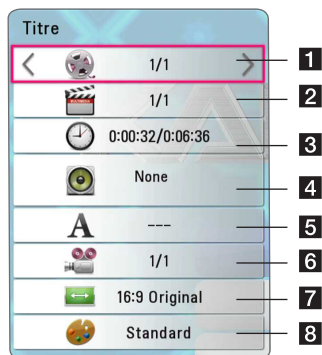 Titre
1/1 1
MULTIMEDIA 1/1 2
0:00:32/0:06:36 3
None 4
A --- 5
1/1 6
16:9 Original 7
Standard 8